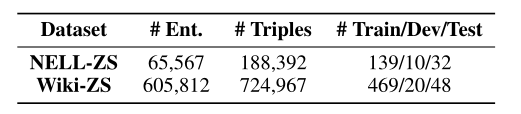 Dataset # Ent. # Triples # Train/Dev/Test
NELL-ZS 65,567 188,392 139/10/32
Wiki-ZS 605,812 724,967 469/20/48